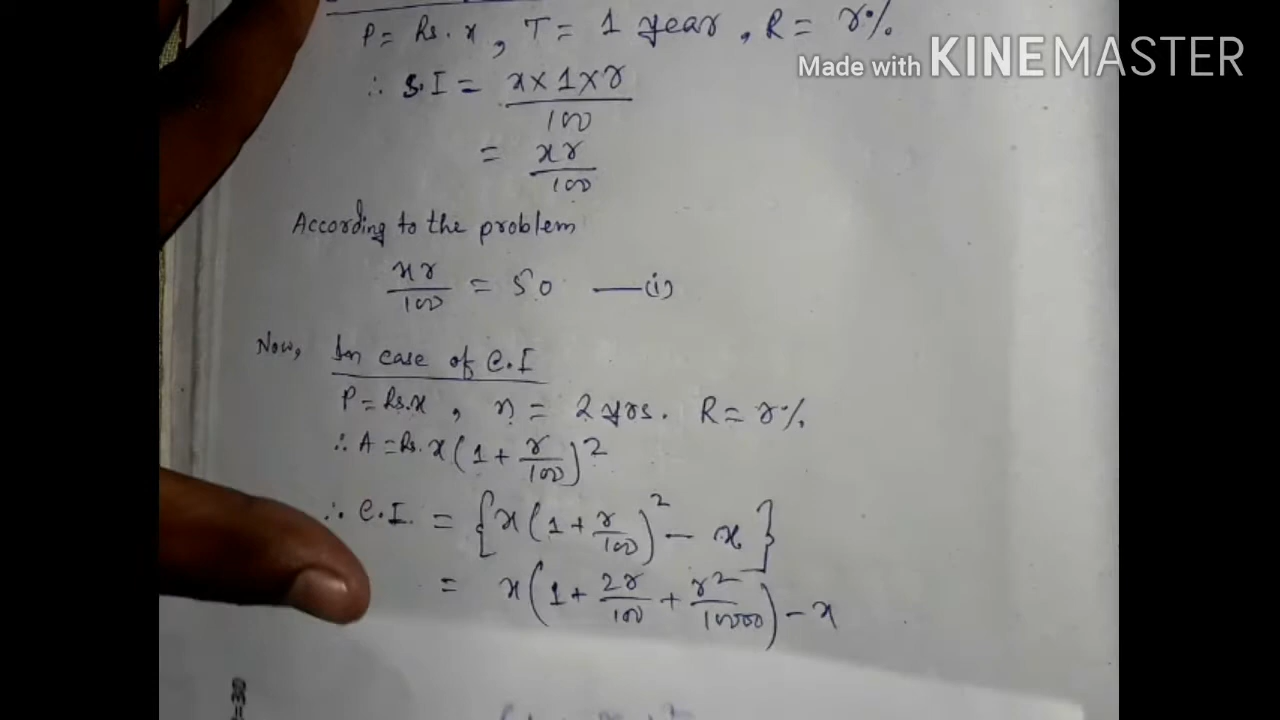 P = Rs. x, T = 1 year, R = r%
Made with KINEMASTER
∴ S.I = x×1×r/100
= xr/100
According to the problem
xr/100 = 50 —(i)
Now, In case of C.I
P = Rs.x, n = 2 yrs. R = r%
∴ A = Rs. x(1 + r/100)²
∴ C.I. = {x(1 + r/100)² − x}
= x(1 + 2r/100 + r²/10000) − x